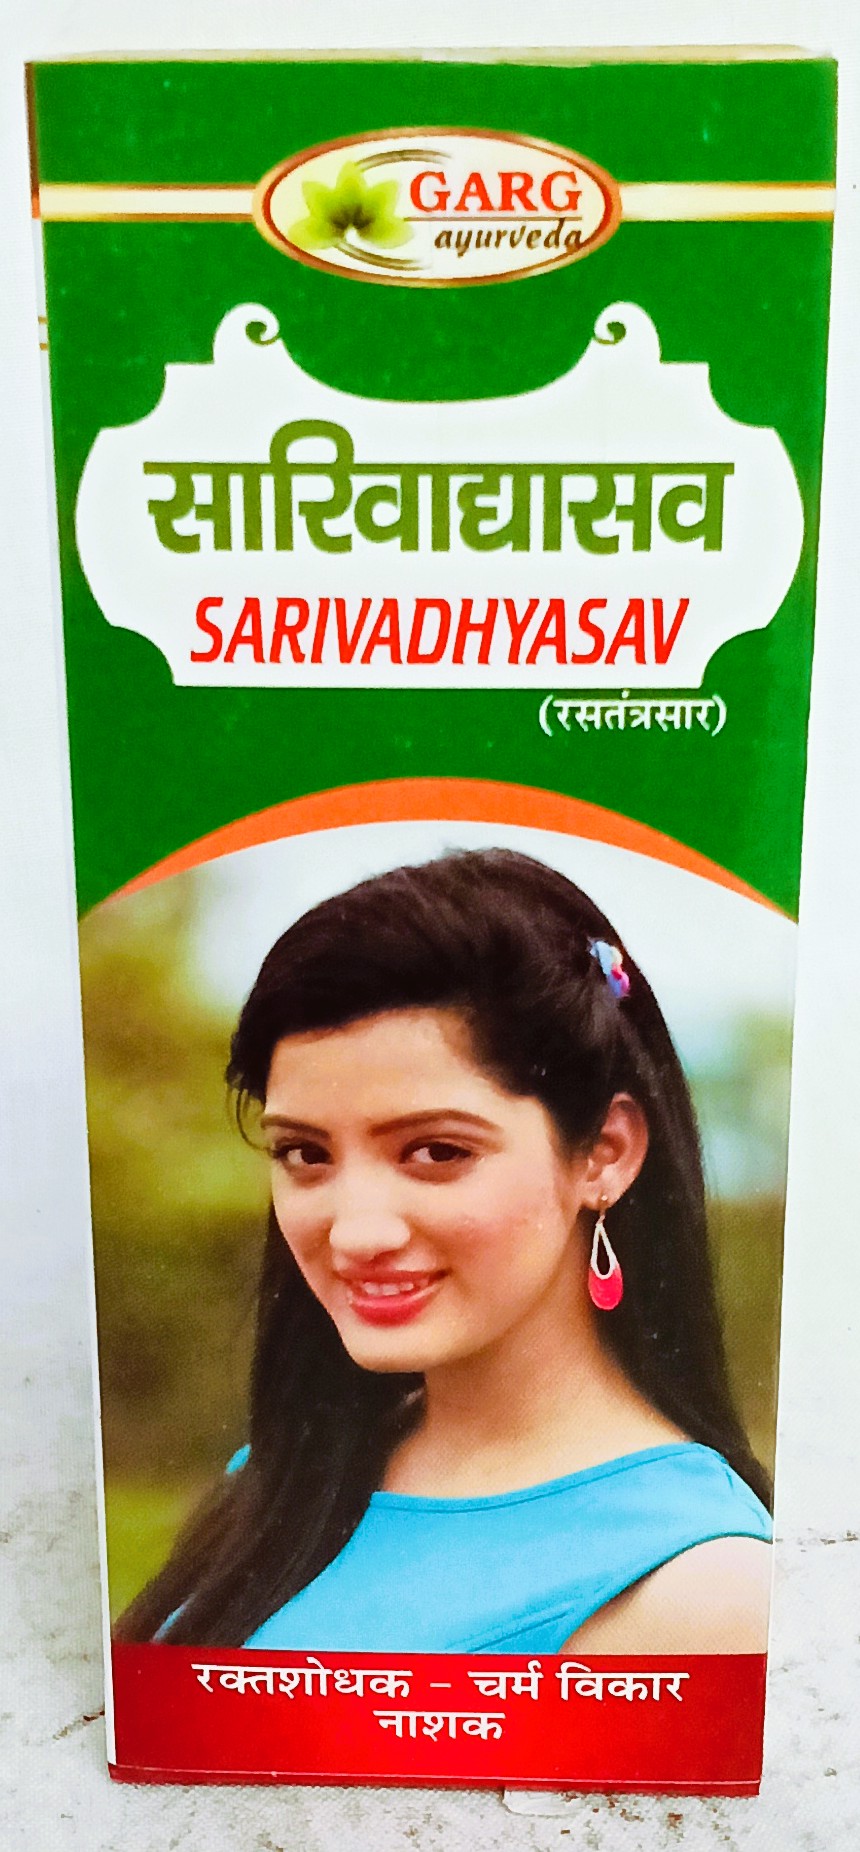 GARG
ayurveda
सारिवाद्यासव
SARIVADHYASAV
(रसतंत्रसार)
रक्तशोधक - चर्म विकार
नाशक